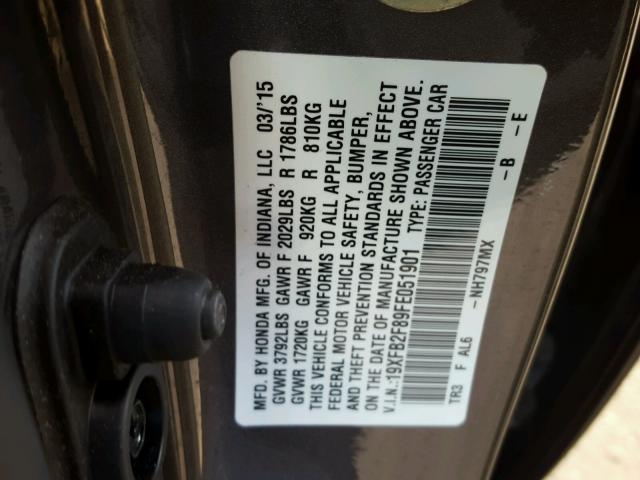 MFD. BY HONDA MFG. OF INDIANA, LLC 03/'15
GVWR 3792LBS GAWR F 2029LBS R 1786LBS
GVWR 1720KG GAWR F 920KG R 810KG
THIS VEHICLE CONFORMS TO ALL APPLICABLE
FEDERAL MOTOR VEHICLE SAFETY, BUMPER,
AND THEFT PREVENTION STANDARDS IN EFFECT
ON THE DATE OF MANUFACTURE SHOWN ABOVE.
V.I.N.:19XFB2F89FE051901 TYPE: PASSENGER CAR
TR3 F AL6 -NH797MX -B -E